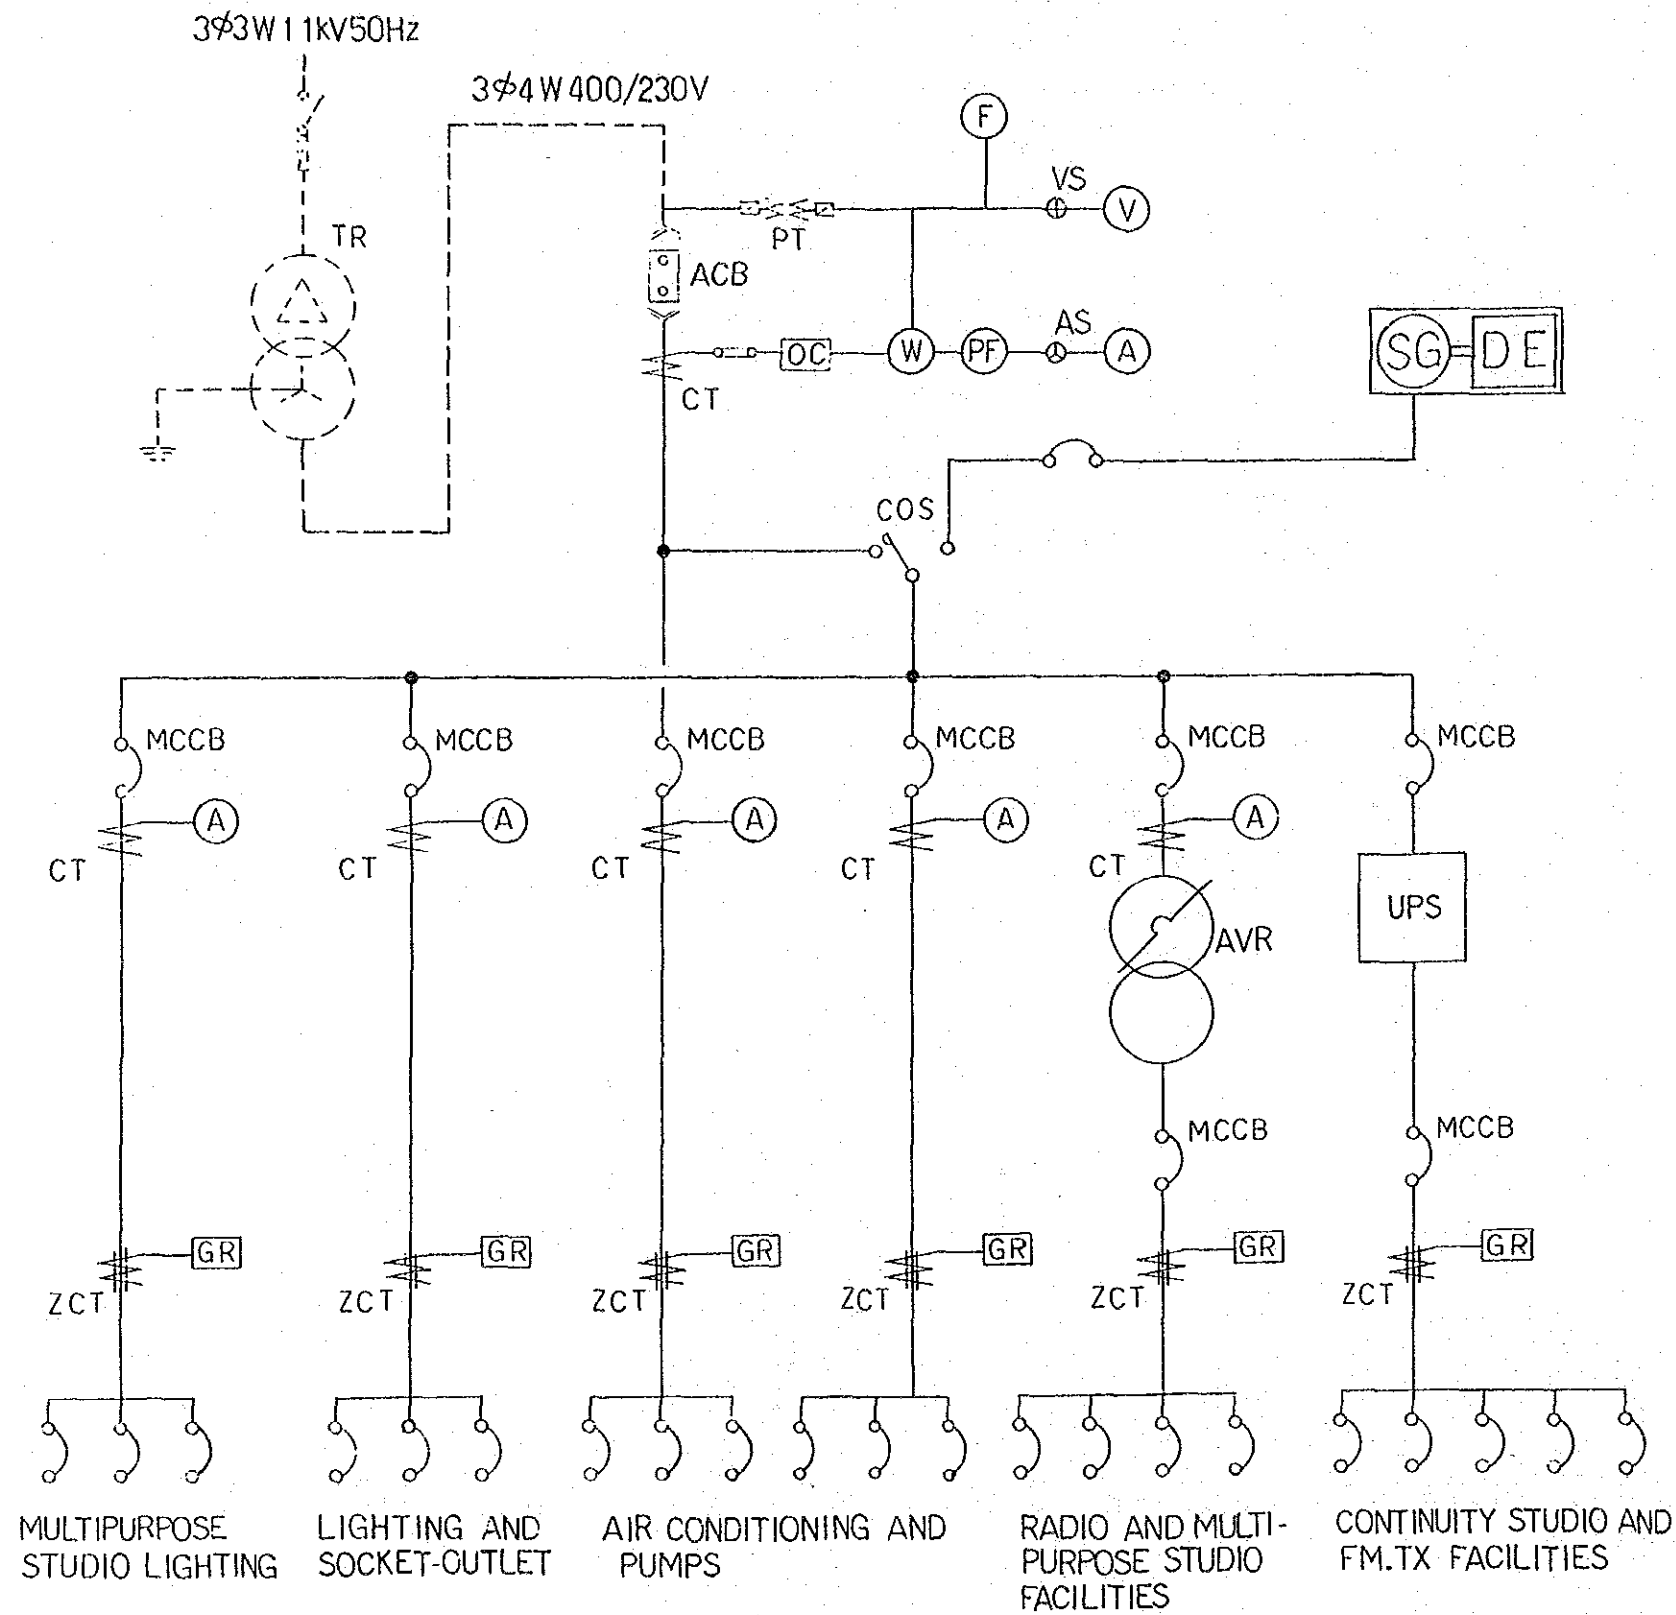 3φ3W11KV50Hz
3φ4W400/230V
F
VS
V
PT
TR
ACB
AS
OC
W
PF
A
CT
SG
DE
COS
MCCB
MCCB
MCCB
MCCB
MCCB
MCCB
A
A
A
A
A
CT
CT
CT
CT
CT
UPS
AVR
MCCB
MCCB
GR
GR
GR
GR
GR
GR
ZCT
ZCT
ZCT
ZCT
ZCT
ZCT
MULTIPURPOSE
STUDIO LIGHTING
LIGHTING AND
SOCKET-OUTLET
AIR CONDITIONING AND
PUMPS
RADIO AND MULTI-
PURPOSE STUDIO
FACILITIES
CONTINUITY STUDIO AND
FM.TX FACILITIES